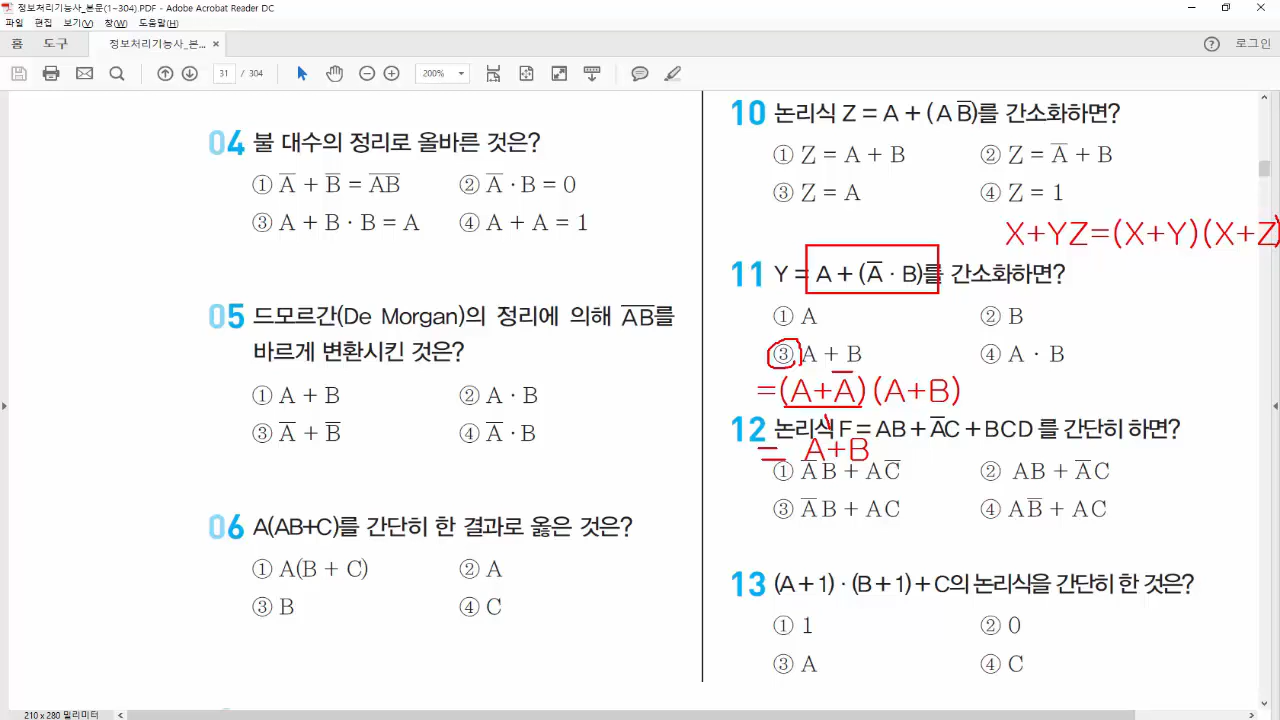 정보처리기능사_본문(1~304).PDF - Adobe Acrobat Reader DC
파일 편집 보기(V) 창(W) 도움말(H)
홈 도구 정보처리기능사_본... × ? 로그인
31 / 304 200%
04 불 대수의 정리로 올바른 것은?
① A̅ + B̅ = A̅B̅ ② A̅ · B = 0
③ A + B · B = A ④ A + A = 1
05 드모르간(De Morgan)의 정리에 의해 A̅B̅를
바르게 변환시킨 것은?
① A + B ② A · B
③ A̅ + B̅ ④ A̅ · B
06 A(AB+C)를 간단히 한 결과로 옳은 것은?
① A(B + C) ② A
③ B ④ C
10 논리식 Z = A + (A B̅)를 간소화하면?
① Z = A + B ② Z = A̅ + B
③ Z = A ④ Z = 1
X+YZ=(X+Y)(X+Z)
11 Y = A + (A̅ · B)를 간소화하면?
① A ② B
③ A + B ④ A · B
=(A+A̅)(A+B)
12 논리식 F = AB + A̅C + BCD 를 간단히 하면?
= A+B
① A̅B + AC̅ ② AB + A̅C
③ A̅B + AC ④ AB̅ + AC
13 (A + 1) · (B + 1) + C의 논리식을 간단히 한 것은?
① 1 ② 0
③ A ④ C
210 x 280 밀리미터